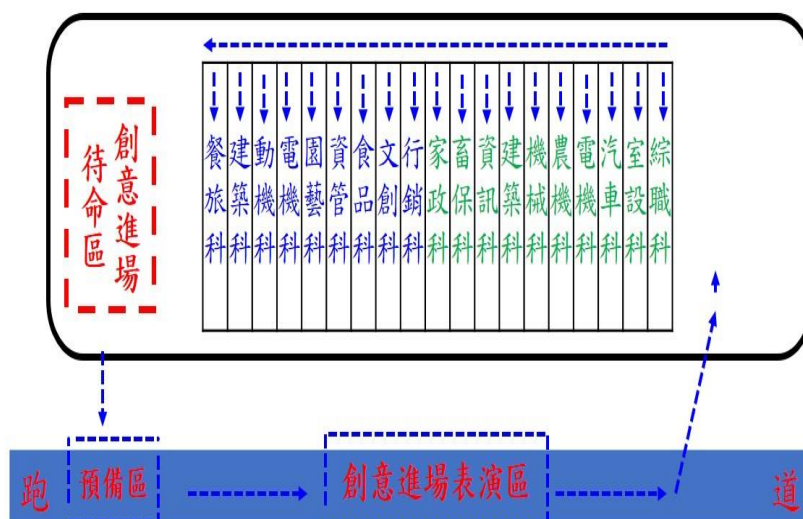 創意進場
待命區
餐旅科
建築科
動機科
電機科
園藝科
資管科
食品科
文創科
行銷科
家政科
畜保科
資訊科
建築科
機械科
農機科
電機科
汽車科
室設科
綜職科
跑
預備區
創意進場表演區
道